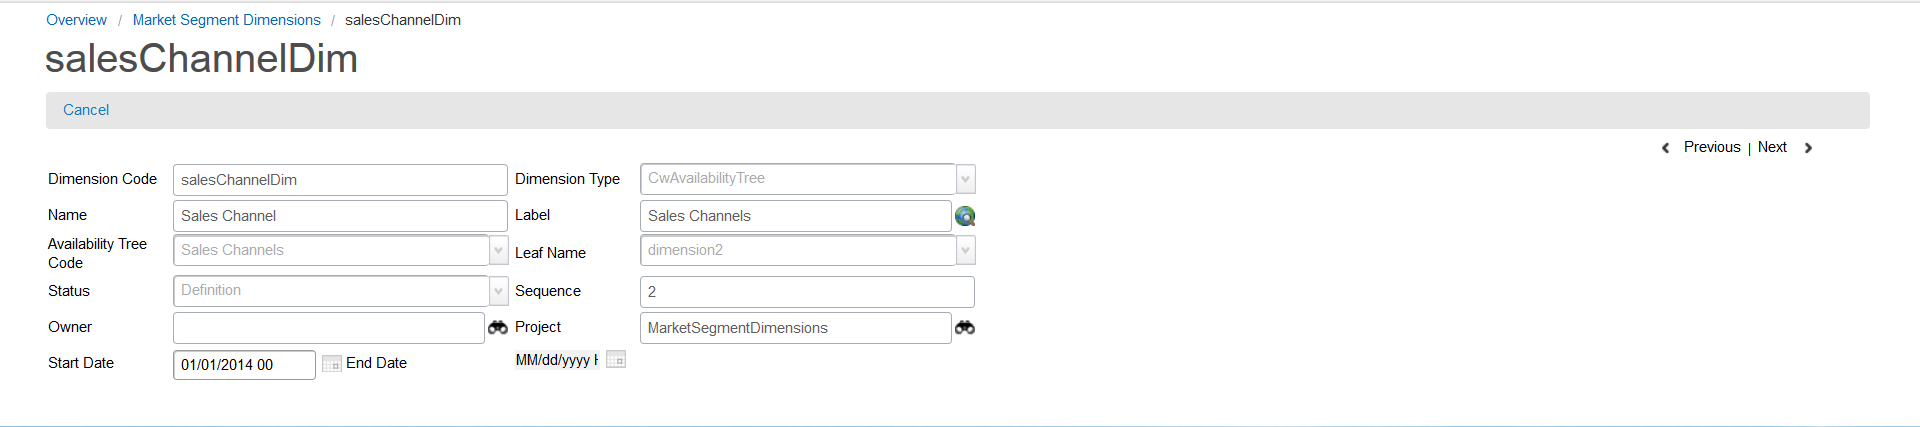 Overview / Market Segment Dimensions / salesChannelDim
salesChannelDim
Cancel
Previous | Next
Dimension Code salesChannelDim Dimension Type CwAvailabilityTree
Name Sales Channel Label Sales Channels
Availability Tree Code Sales Channels Leaf Name dimension2
Status Definition Sequence 2
Owner Project MarketSegmentDimensions
Start Date 01/01/2014 00 End Date MM/dd/yyyy H